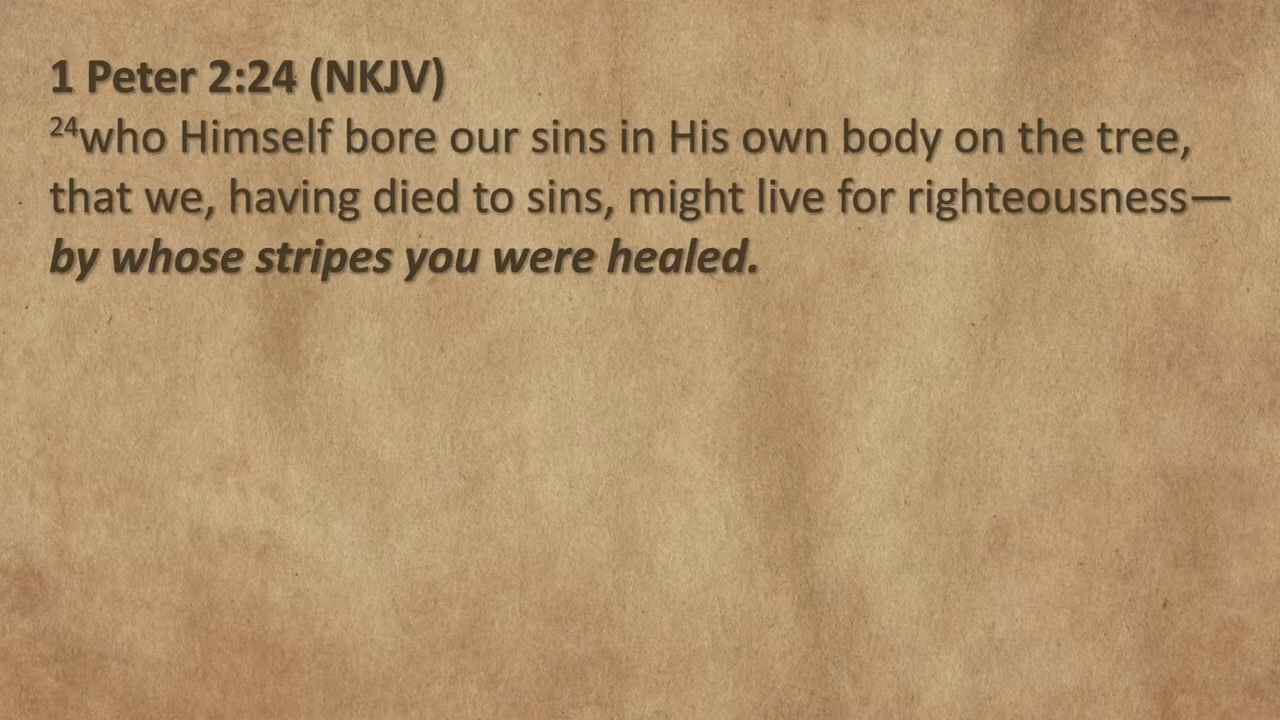 1 Peter 2:24 (NKJV)
24who Himself bore our sins in His own body on the tree,
that we, having died to sins, might live for righteousness—
by whose stripes you were healed.